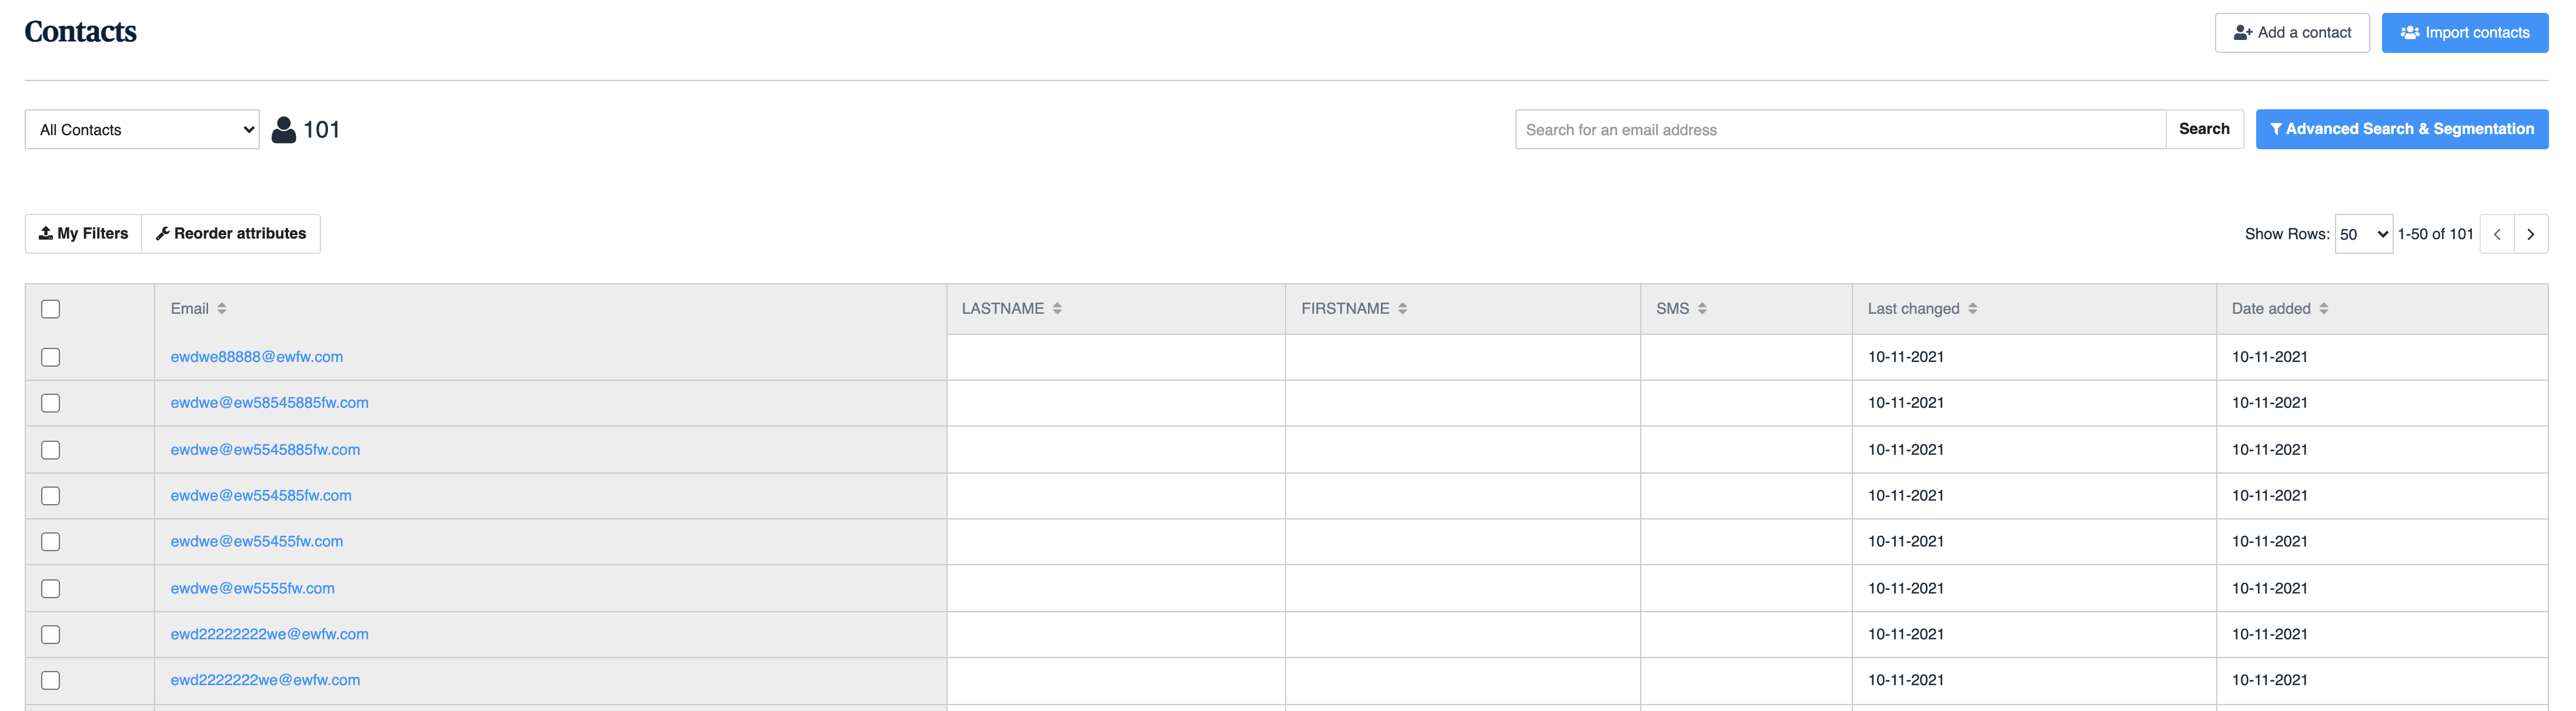 Contacts
Add a contact
Import contacts
All Contacts
101
Search for an email address
Search
Advanced Search & Segmentation
My Filters
Reorder attributes
Show Rows: 50 1-50 of 101
Email LASTNAME FIRSTNAME SMS Last changed Date added
ewdwe88888@ewfw.com 10-11-2021 10-11-2021
ewdwe@ew58545885fw.com 10-11-2021 10-11-2021
ewdwe@ew5545885fw.com 10-11-2021 10-11-2021
ewdwe@ew554585fw.com 10-11-2021 10-11-2021
ewdwe@ew55455fw.com 10-11-2021 10-11-2021
ewdwe@ew5555fw.com 10-11-2021 10-11-2021
ewd22222222we@ewfw.com 10-11-2021 10-11-2021
ewd2222222we@ewfw.com 10-11-2021 10-11-2021